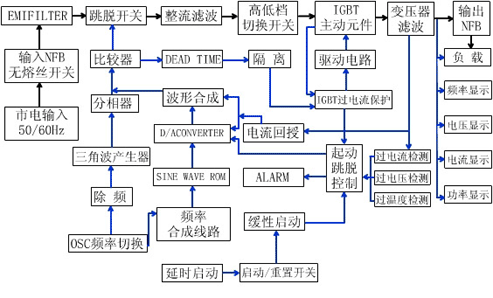 EMIFILTER
跳脱开关
整流滤波
高低档
切换开关
IGBT
主动元件
变压器
滤波
输出
NFB
输入NFB
无熔丝开关
比较器
DEAD TIME
隔 离
驱动电路
负 载
市电输入
50/60Hz
分相器
波形合成
IGBT过电流保护
频率显示
D/ACONVERTER
电流回授
电压显示
三角波产生器
起动
跳脱
控制
过电流检测
电流显示
SINE WAVE ROM
ALARM
过电压检测
除 频
过温度检测
功率显示
频率
合成线路
缓性启动
OSC频率切换
延时启动
启动/重置开关